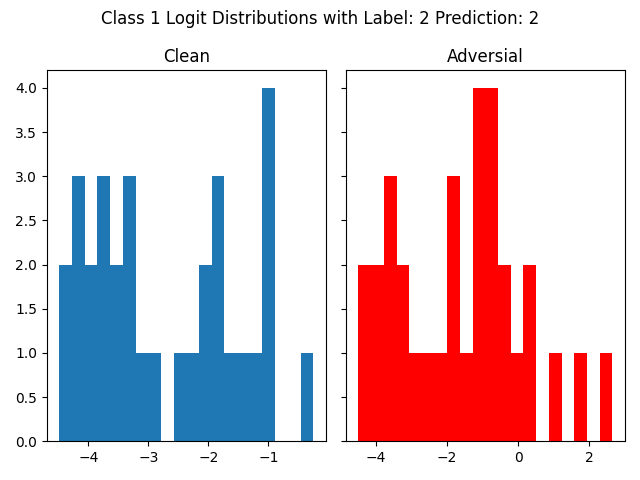 Class 1 Logit Distributions with Label: 2 Prediction: 2
Clean
Adversial
4.0
3.5
3.0
2.5
2.0
1.5
1.0
0.5
0.0
−4 −3 −2 −1
−4 −2 0 2